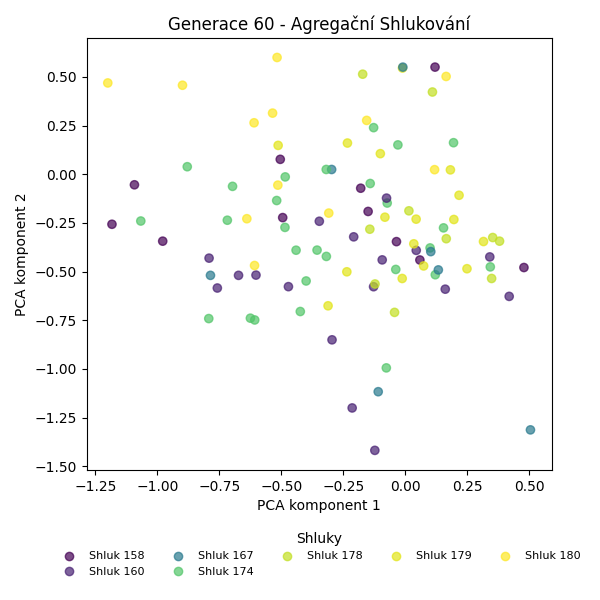 Generace 60 - Agregační Shlukování
PCA komponent 2
0.50
0.25
0.00
−0.25
−0.50
−0.75
−1.00
−1.25
−1.50
−1.25 −1.00 −0.75 −0.50 −0.25 0.00 0.25 0.50
PCA komponent 1
Shluky
Shluk 158 Shluk 167 Shluk 178 Shluk 179 Shluk 180
Shluk 160 Shluk 174